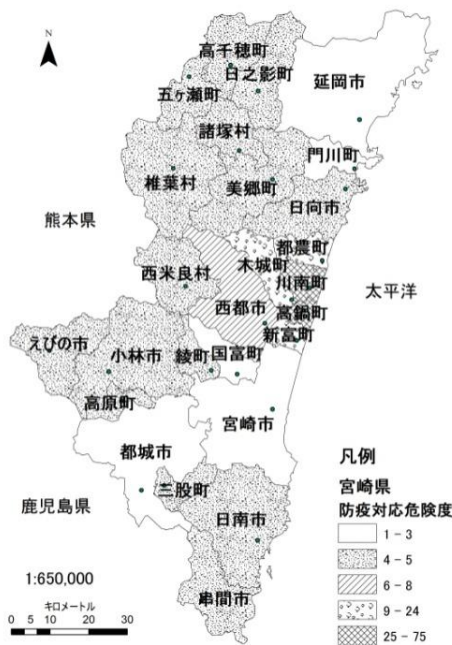 N
高千穂町
日之影町
延岡市
五ヶ瀬町
諸塚村
門川町
椎葉村
美郷町
日向市
熊本県
都農町
木城町
西米良村
川南町
太平洋
西都市
高鍋町
新富町
えびの市
小林市
綾町
国富町
高原町
宮崎市
都城市
凡例
宮崎県
防疫対応危険度
三股町
鹿児島県
日南市
1 - 3
4 - 5
6 - 8
9 - 24
25 - 75
1:650,000
串間市
キロメートル
0 5 10 20 30